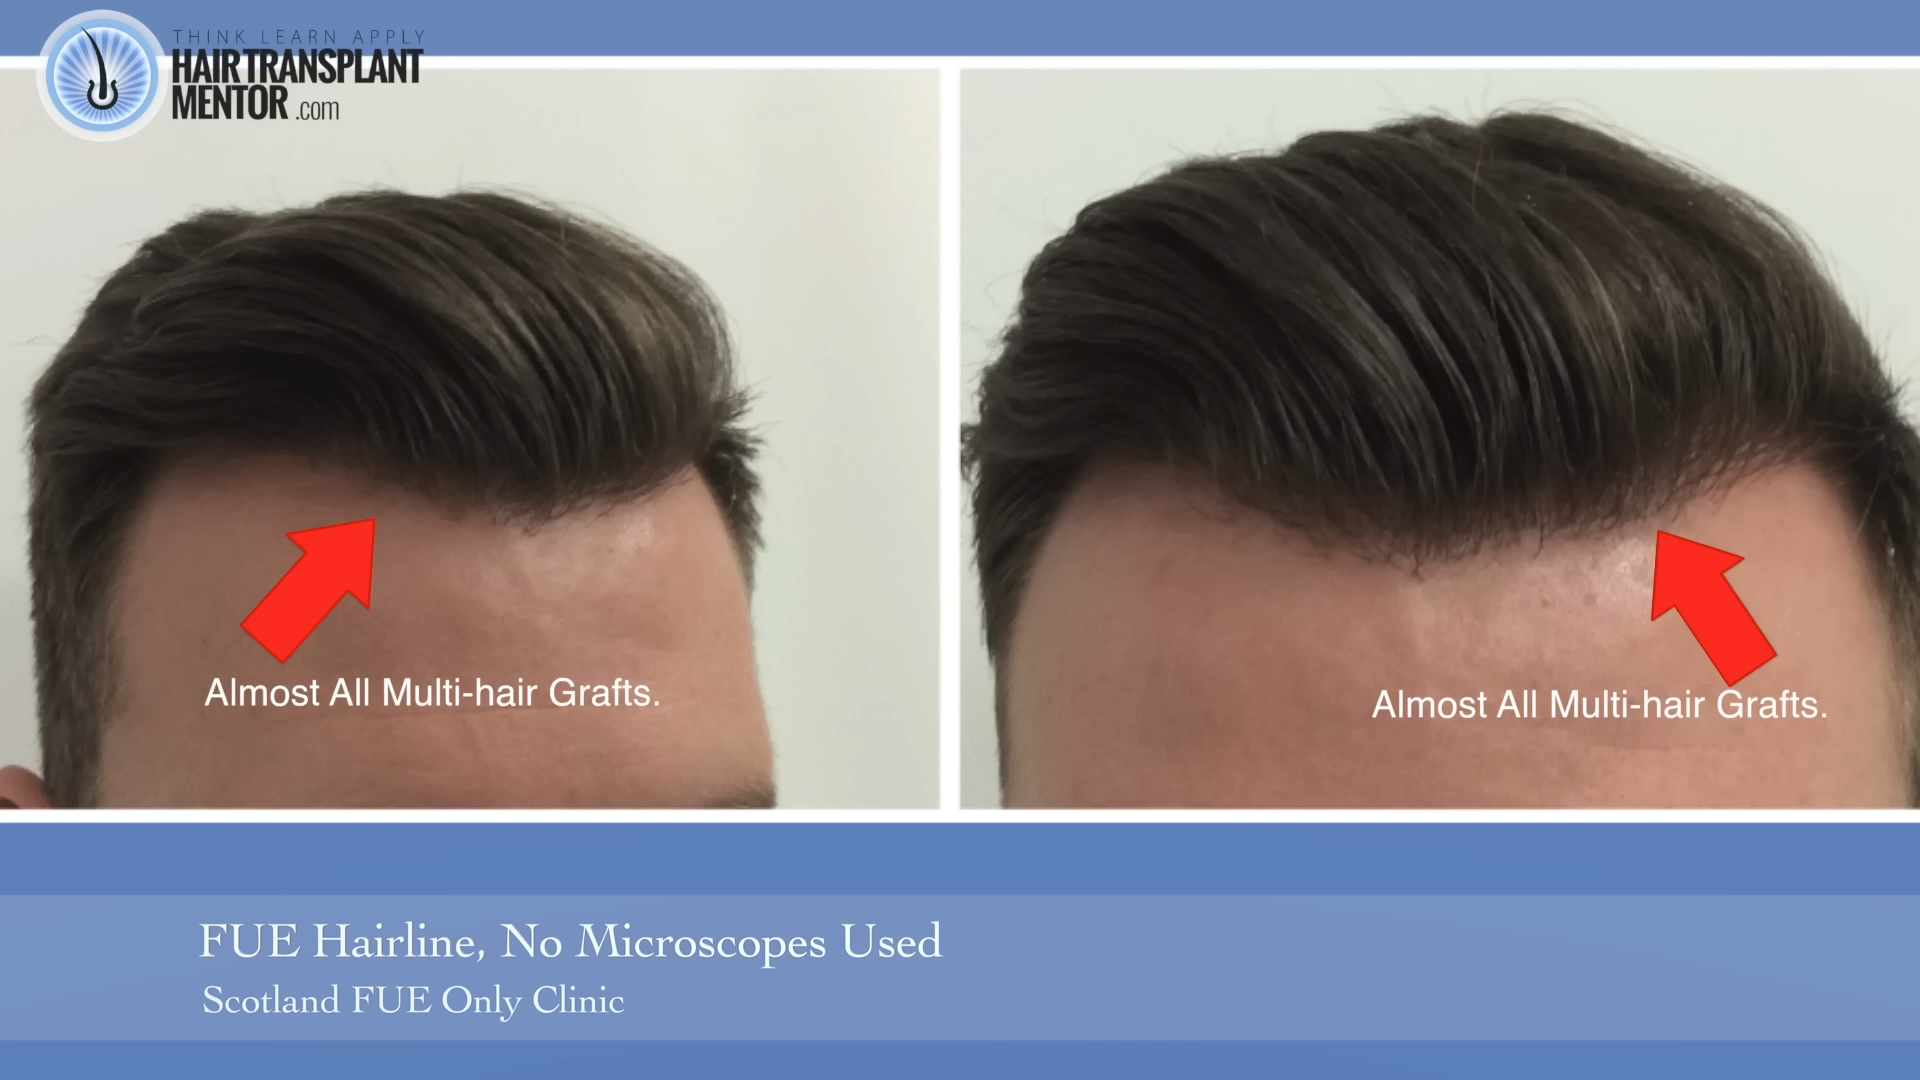 THINK LEARN APPLY
HAIRTRANSPLANT
MENTOR .com
Almost All Multi-hair Grafts.
Almost All Multi-hair Grafts.
FUE Hairline, No Microscopes Used
Scotland FUE Only Clinic